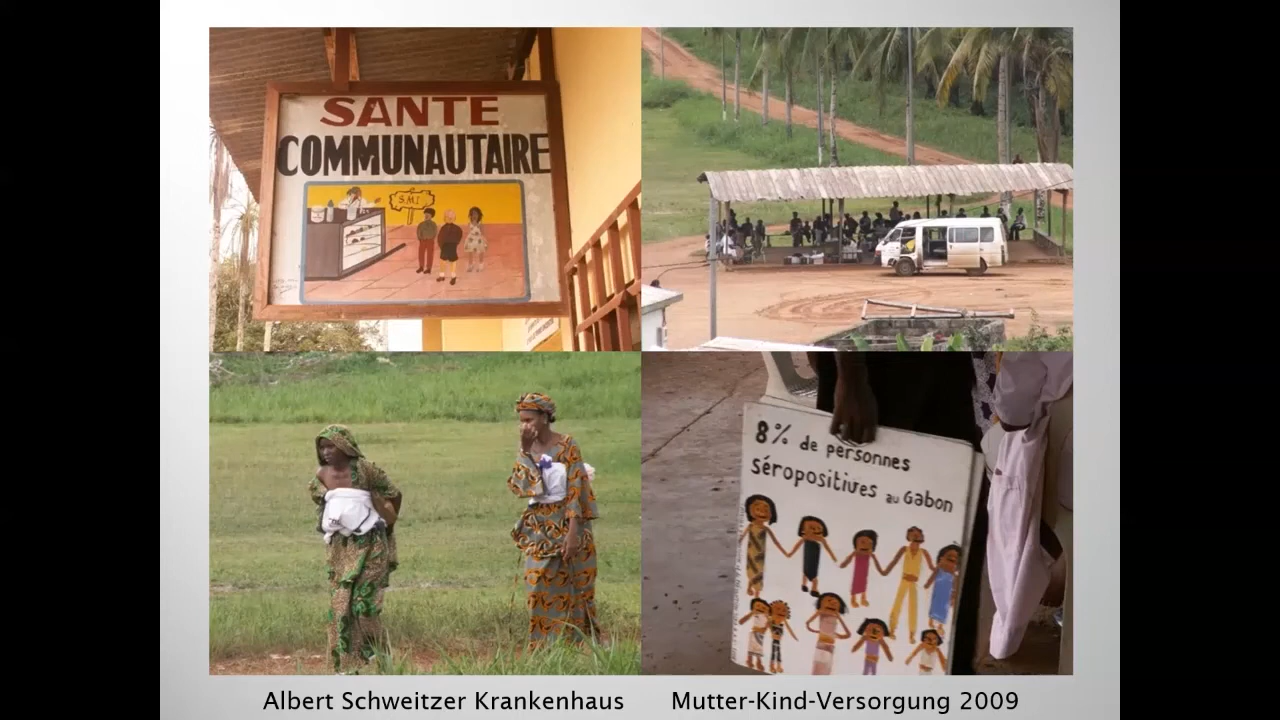 SANTE
COMMUNAUTAIRE
SMI
8% de personnes
séropositives au Gabon
Albert Schweitzer Krankenhaus Mutter-Kind-Versorgung 2009